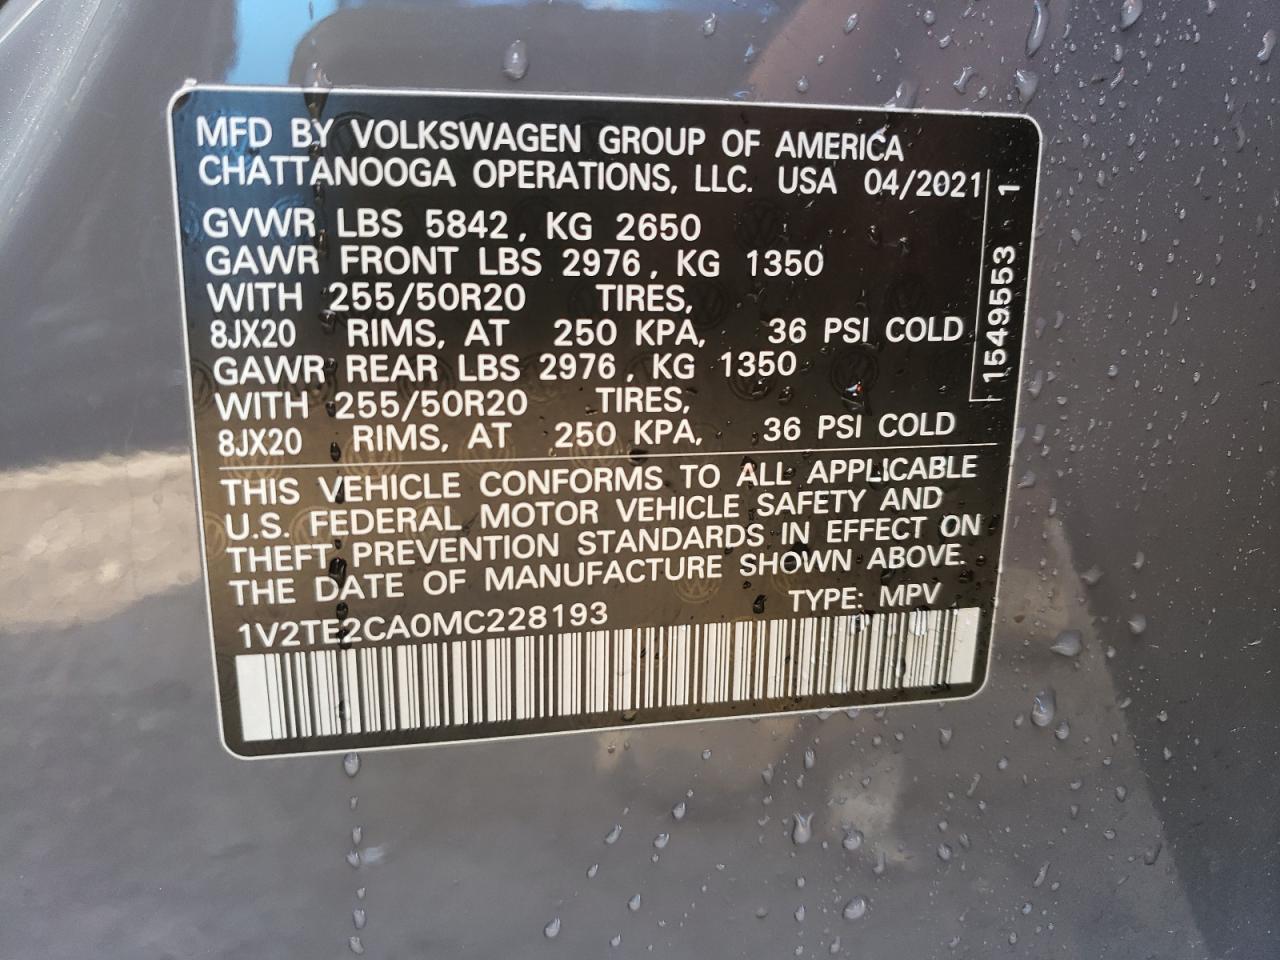 MFD BY VOLKSWAGEN GROUP OF AMERICA
CHATTANOOGA OPERATIONS, LLC. USA 04/2021
GVWR LBS 5842, KG 2650
GAWR FRONT LBS 2976, KG 1350
WITH 255/50R20 TIRES,
8JX20 RIMS, AT 250 KPA, 36 PSI COLD
GAWR REAR LBS 2976, KG 1350
WITH 255/50R20 TIRES,
8JX20 RIMS, AT 250 KPA, 36 PSI COLD
1549553 1
THIS VEHICLE CONFORMS TO ALL APPLICABLE
U.S. FEDERAL MOTOR VEHICLE SAFETY AND
THEFT PREVENTION STANDARDS IN EFFECT ON
THE DATE OF MANUFACTURE SHOWN ABOVE.
1V2TE2CA0MC228193 TYPE: MPV